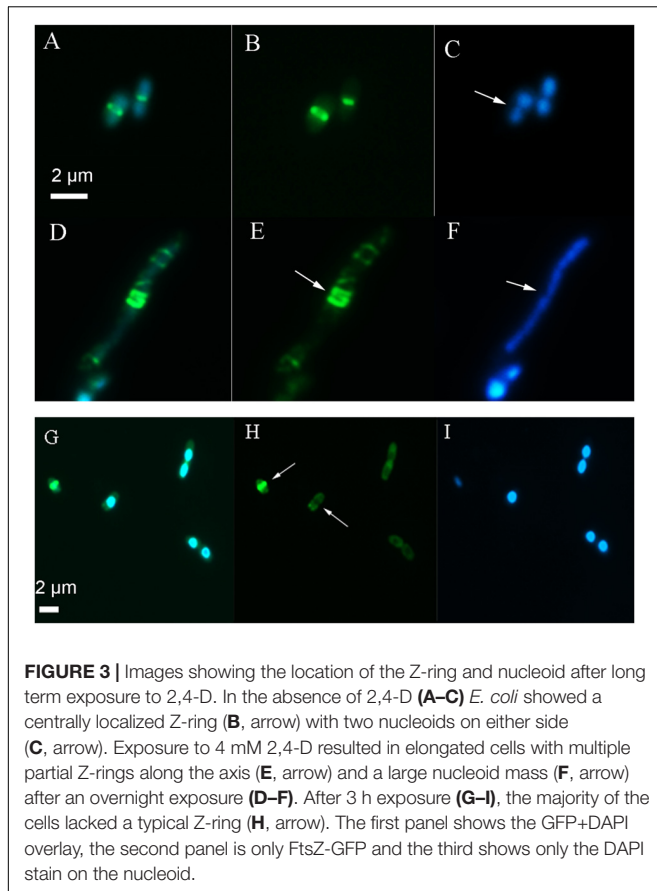 A
B
C
2 μm
D
E
F
G
H
I
2 μm
FIGURE 3 | Images showing the location of the Z-ring and nucleoid after long
term exposure to 2,4-D. In the absence of 2,4-D (A–C) E. coli showed a
centrally localized Z-ring (B, arrow) with two nucleoids on either side
(C, arrow). Exposure to 4 mM 2,4-D resulted in elongated cells with multiple
partial Z-rings along the axis (E, arrow) and a large nucleoid mass (F, arrow)
after an overnight exposure (D–F). After 3 h exposure (G–I), the majority of the
cells lacked a typical Z-ring (H, arrow). The first panel shows the GFP+DAPI
overlay, the second panel is only FtsZ-GFP and the third shows only the DAPI
stain on the nucleoid.